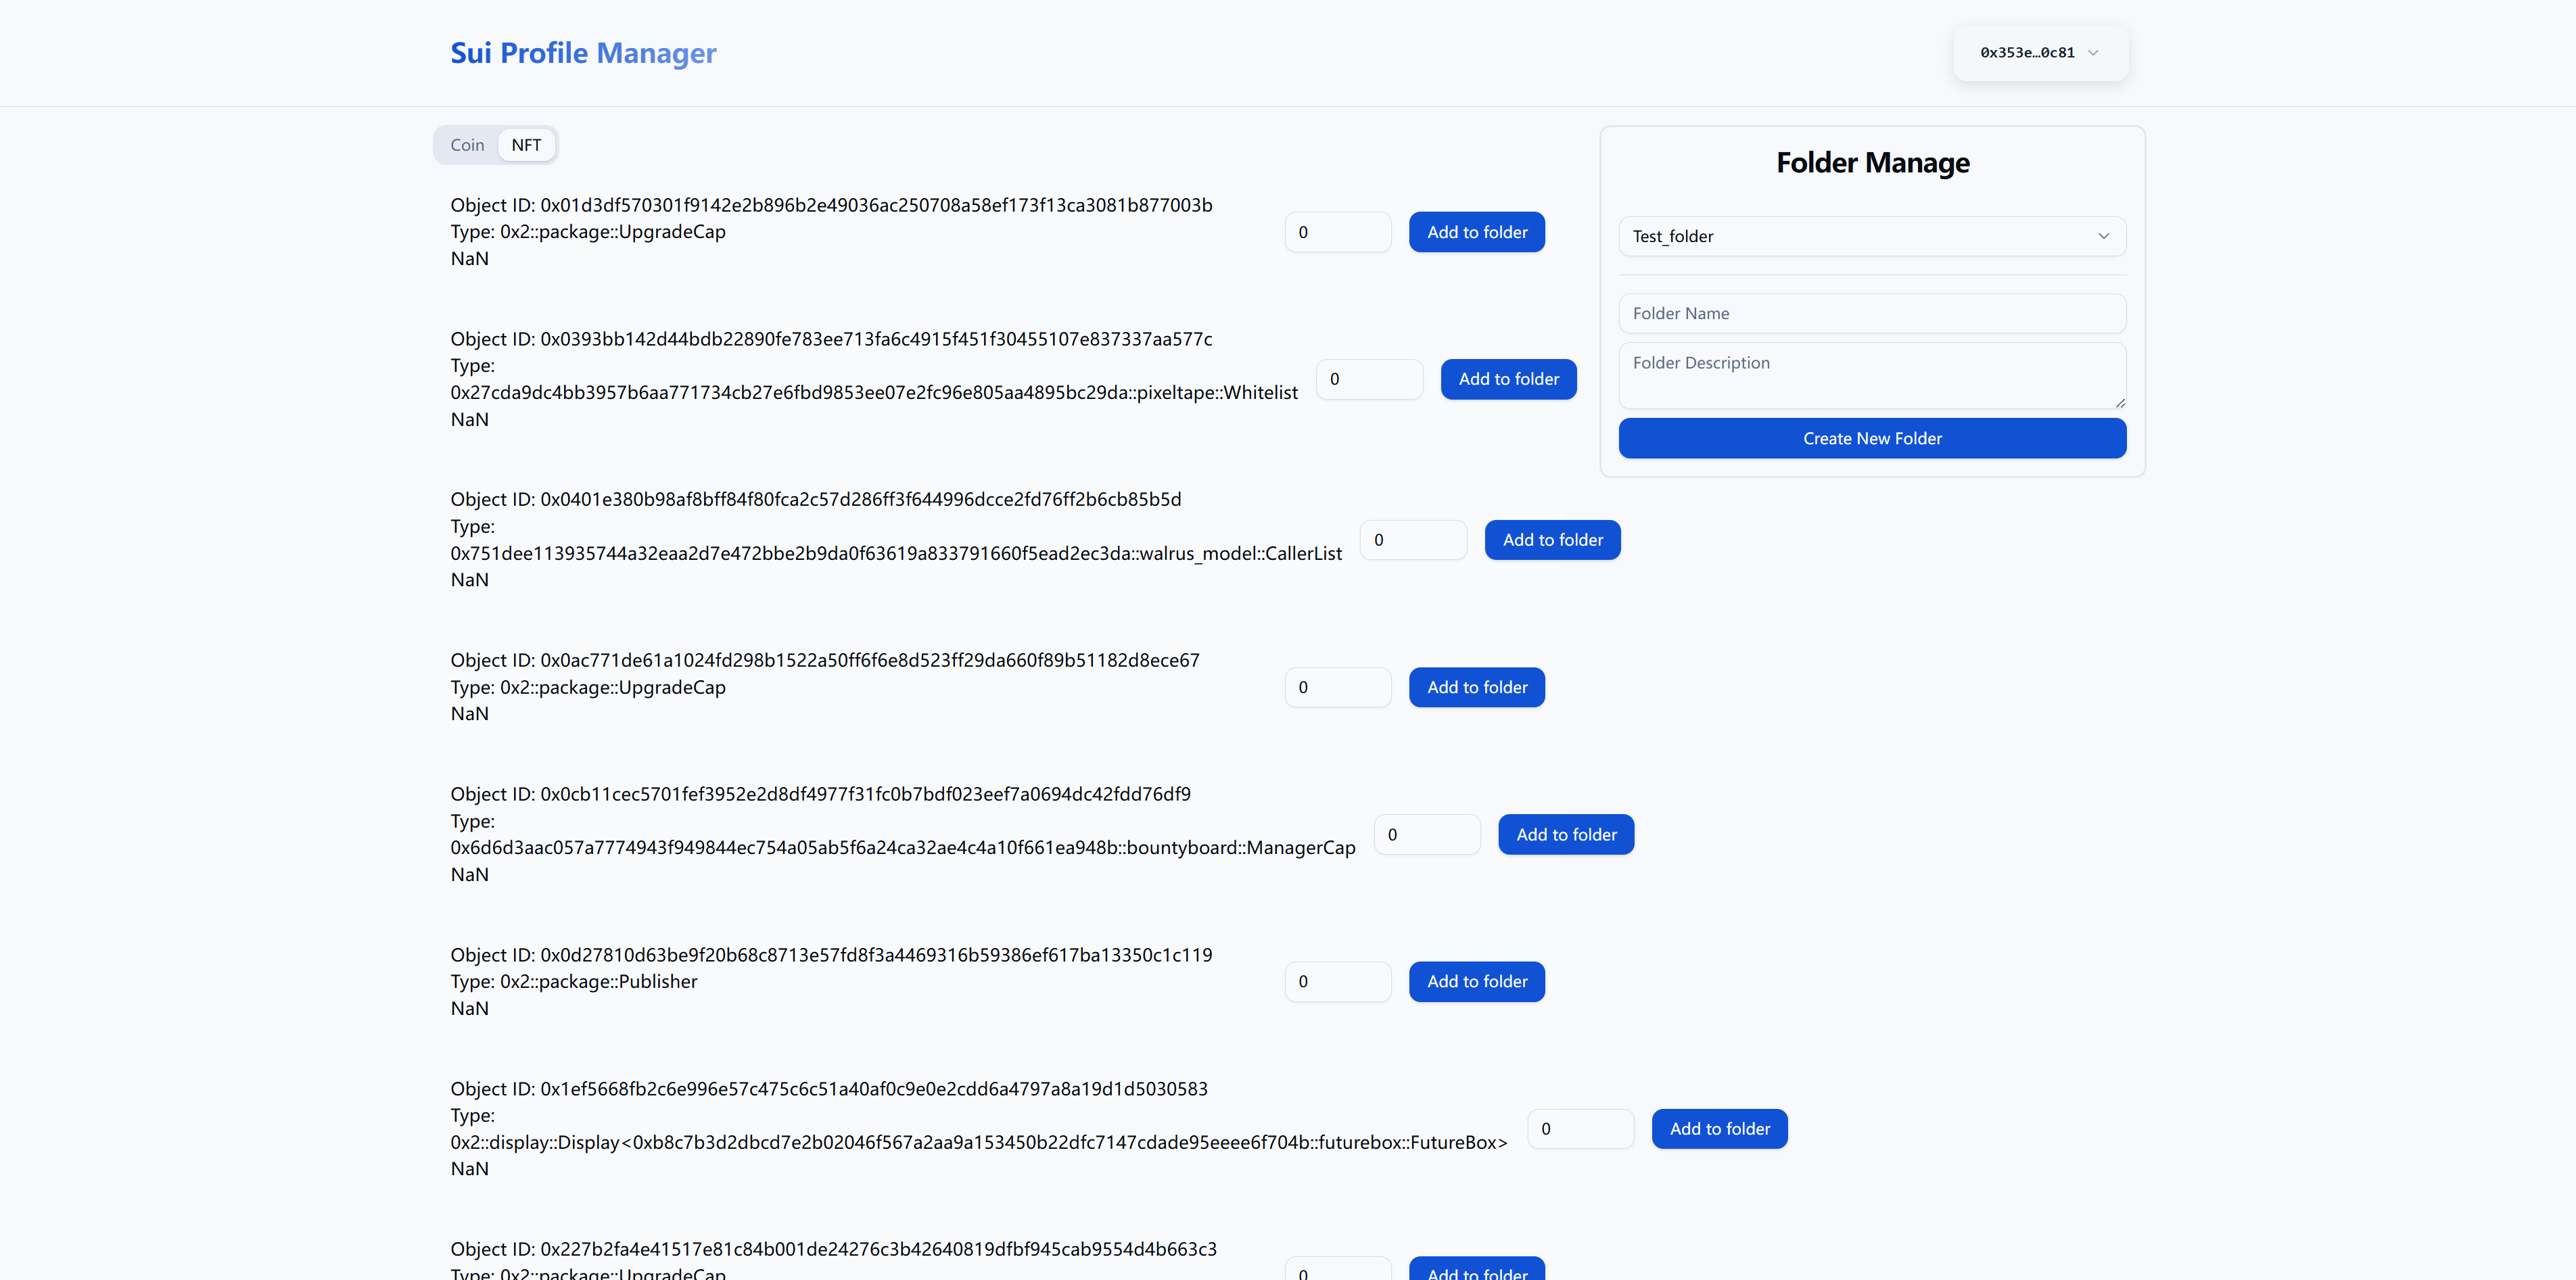 Sui Profile Manager
0x353e…0c81
Coin
NFT
Object ID: 0x01d3df570301f9142e2b896b2e49036ac250708a58ef173f13ca3081b877003b
Type: 0x2::package::UpgradeCap
NaN
0
Add to folder
Object ID: 0x0393bb142d44bdb22890fe783ee713fa6c4915f451f30455107e837337aa577c
Type:
0x27cda9dc4bb3957b6aa771734cb27e6fbd9853ee07e2fc96e805aa4895bc29da::pixeltape::Whitelist
NaN
0
Add to folder
Object ID: 0x0401e380b98af8bff84f80fca2c57d286ff3f644996dcce2fd76ff2b6cb85b5d
Type:
0x751dee113935744a32eaa2d7e472bbe2b9da0f63619a833791660f5ead2ec3da::walrus_model::CallerList
NaN
0
Add to folder
Object ID: 0x0ac771de61a1024fd298b1522a50ff6f6e8d523ff29da660f89b51182d8ece67
Type: 0x2::package::UpgradeCap
NaN
0
Add to folder
Object ID: 0x0cb11cec5701fef3952e2d8df4977f31fc0b7bdf023eef7a0694dc42fdd76df9
Type:
0x6d6d3aac057a7774943f949844ec754a05ab5f6a24ca32ae4c4a10f661ea948b::bountyboard::ManagerCap
NaN
0
Add to folder
Object ID: 0x0d27810d63be9f20b68c8713e57fd8f3a4469316b59386ef617ba13350c1c119
Type: 0x2::package::Publisher
NaN
0
Add to folder
Object ID: 0x1ef5668fb2c6e996e57c475c6c51a40af0c9e0e2cdd6a4797a8a19d1d5030583
Type:
0x2::display::Display<0xb8c7b3d2dbcd7e2b02046f567a2aa9a153450b22dfc7147cdade95eeee6f704b::futurebox::FutureBox>
NaN
0
Add to folder
Object ID: 0x227b2fa4e41517e81c84b001de24276c3b42640819dfbf945cab9554d4b663c3
Type: 0x2::package::UpgradeCap
0
Add to folder
Folder Manage
Test_folder
Folder Name
Folder Description
Create New Folder